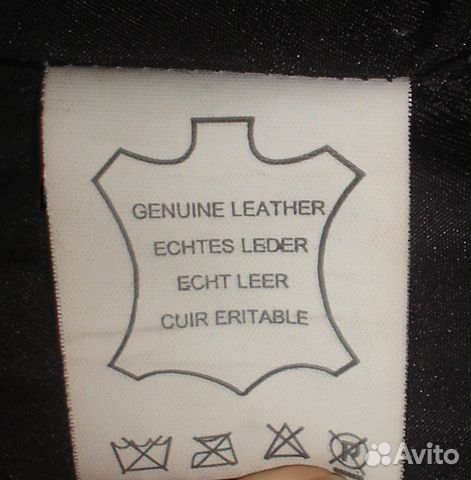 GENUINE LEATHER
ECHTES LEDER
ECHT LEER
CUIR ERITABLE
Avito